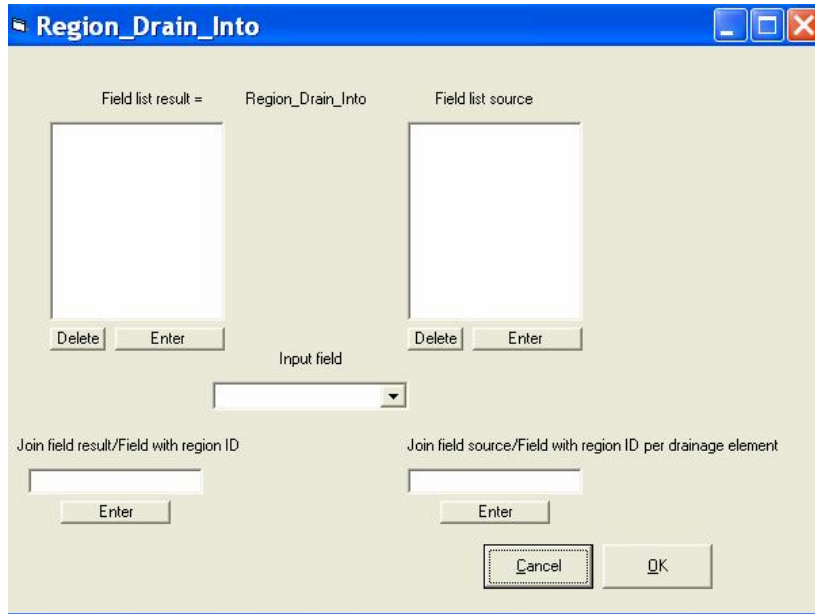 Region_Drain_Into
Field list result = Region_Drain_Into Field list source
Delete Enter Delete Enter
Input field
Join field result/Field with region ID Join field source/Field with region ID per drainage element
Enter Enter
Cancel OK